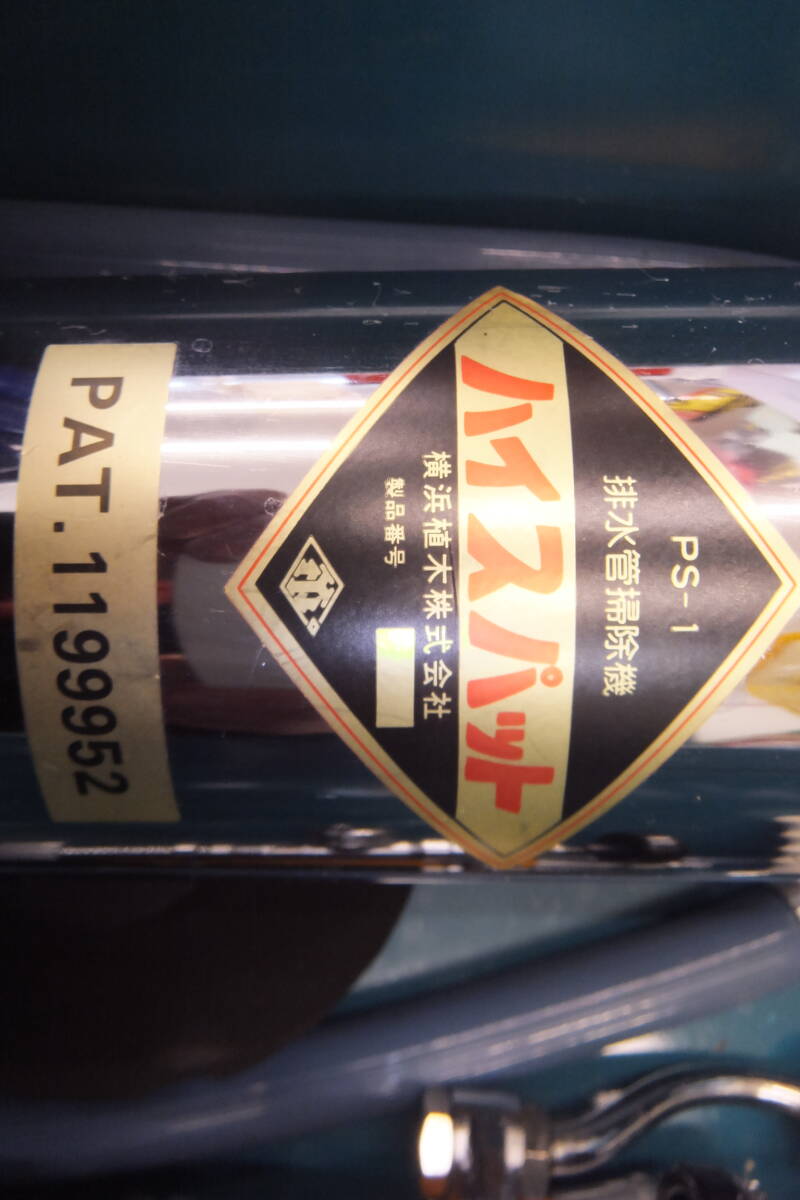 PS-1
排水管掃除機
ハイスパット
横浜植木株式会社
製品番号
PAT.1199952